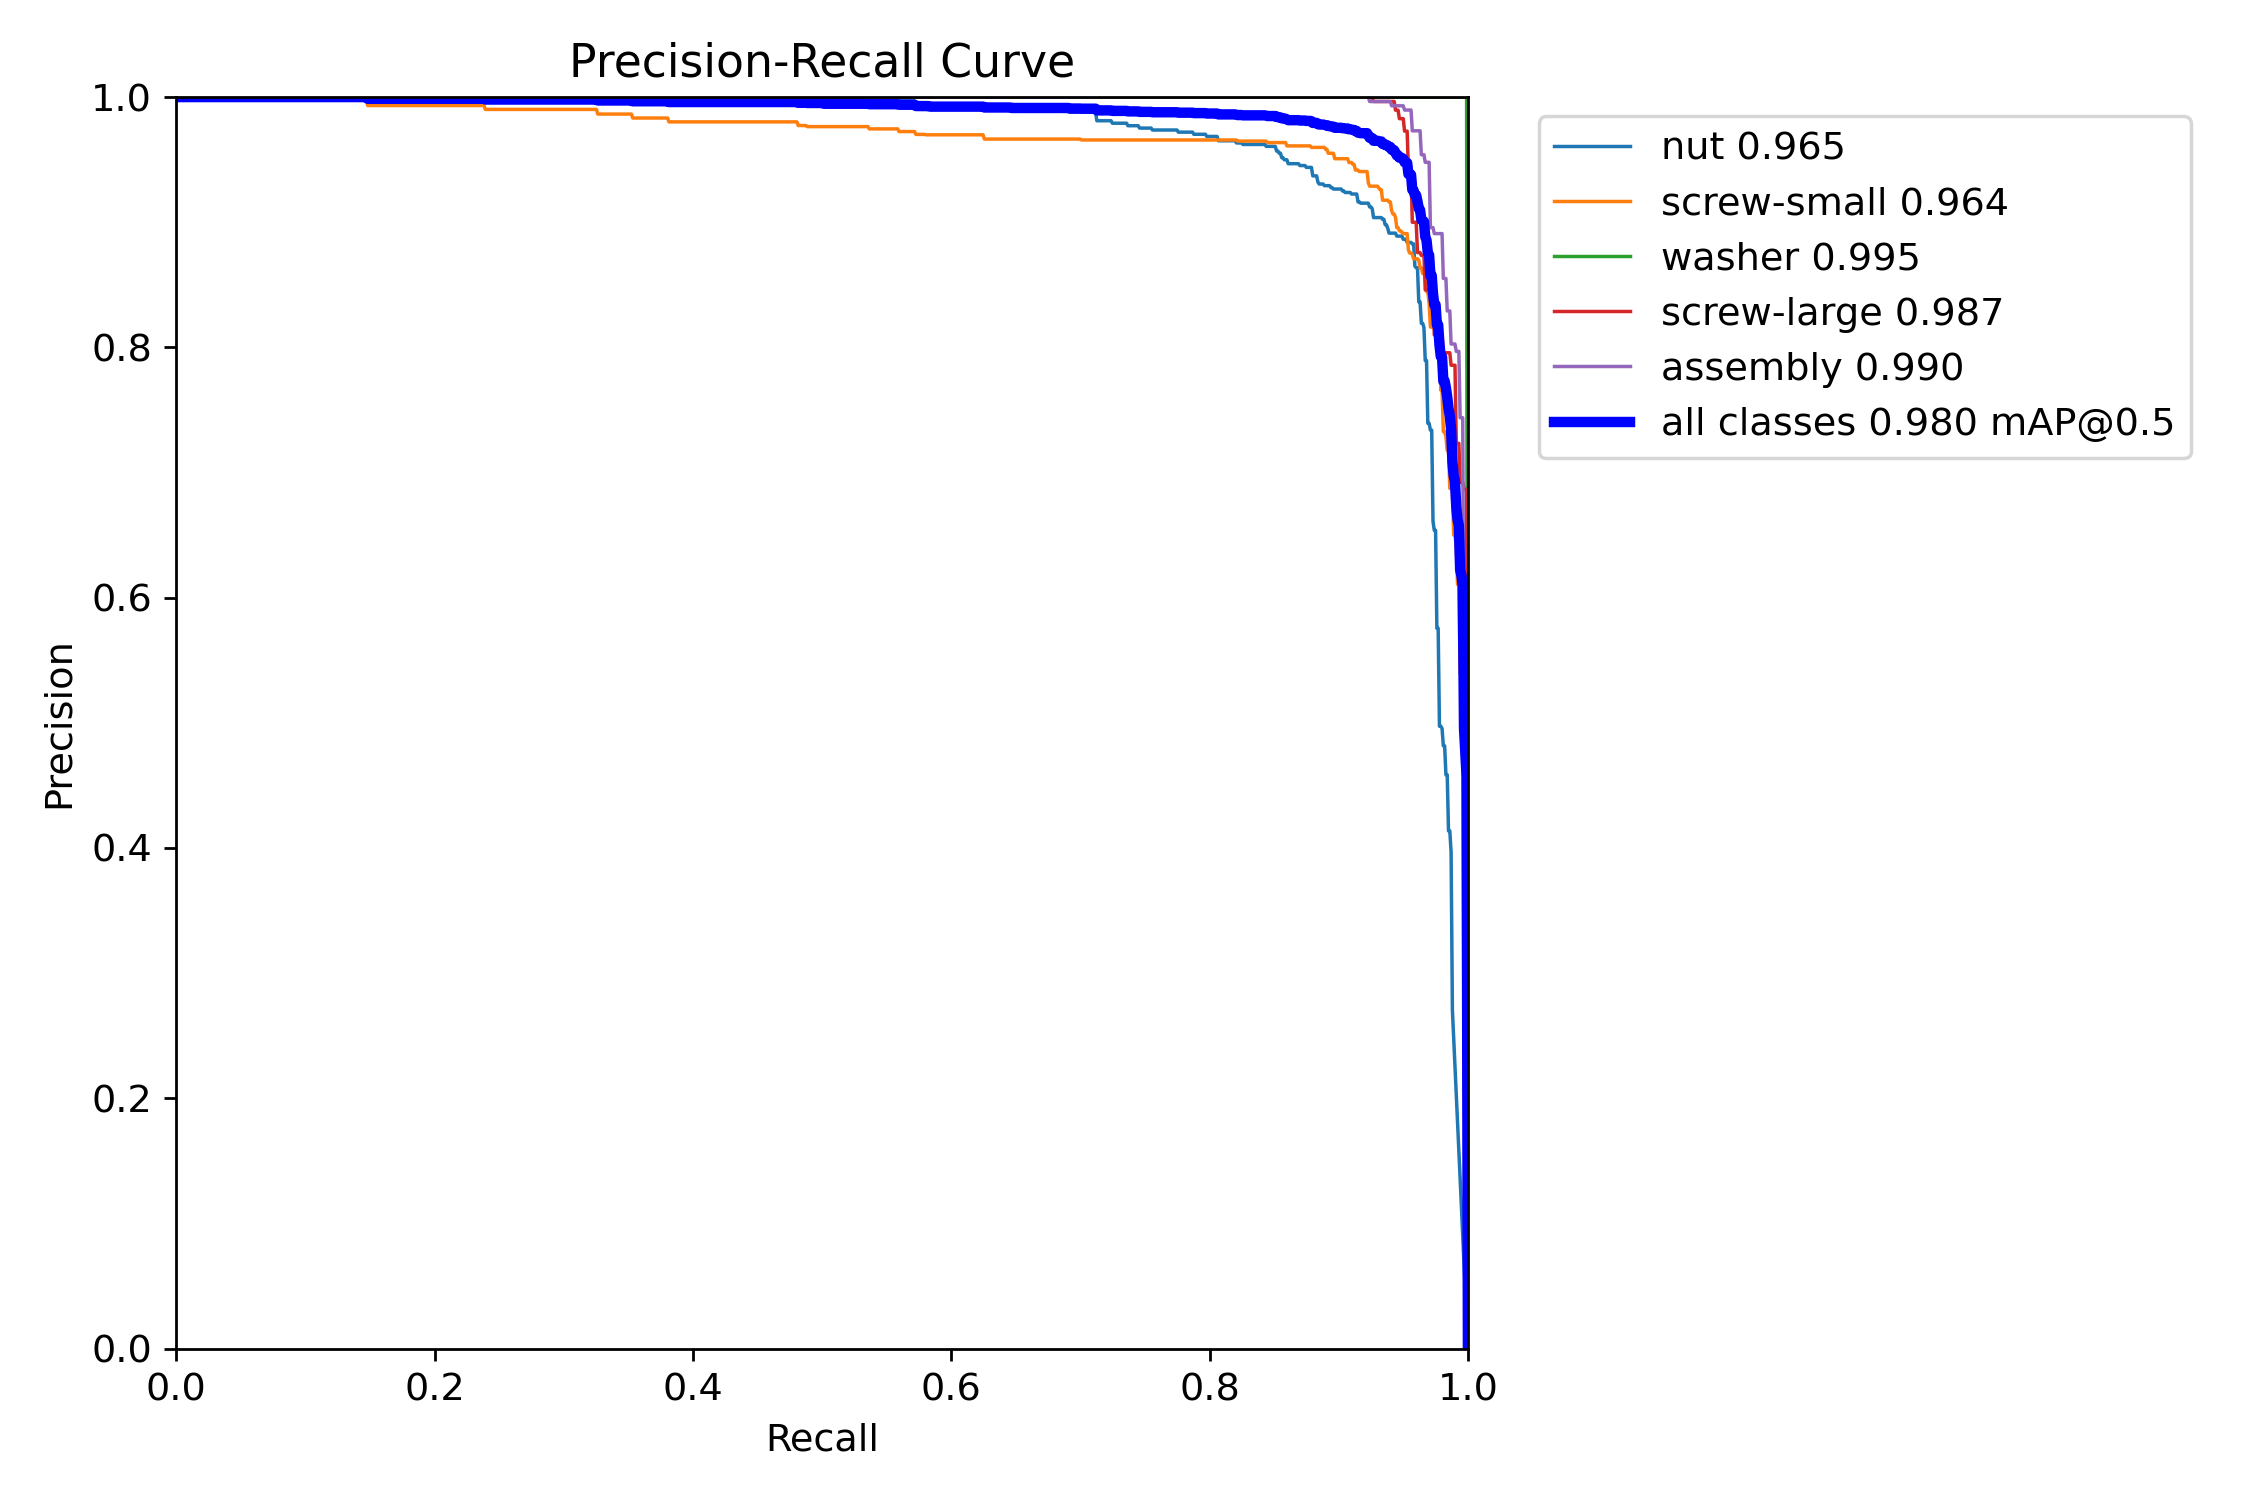 Precision-Recall Curve
1.0
0.8
0.6
0.4
0.2
0.0
Precision
0.0 0.2 0.4 0.6 0.8 1.0
Recall
nut 0.965
screw-small 0.964
washer 0.995
screw-large 0.987
assembly 0.990
all classes 0.980 mAP@0.5